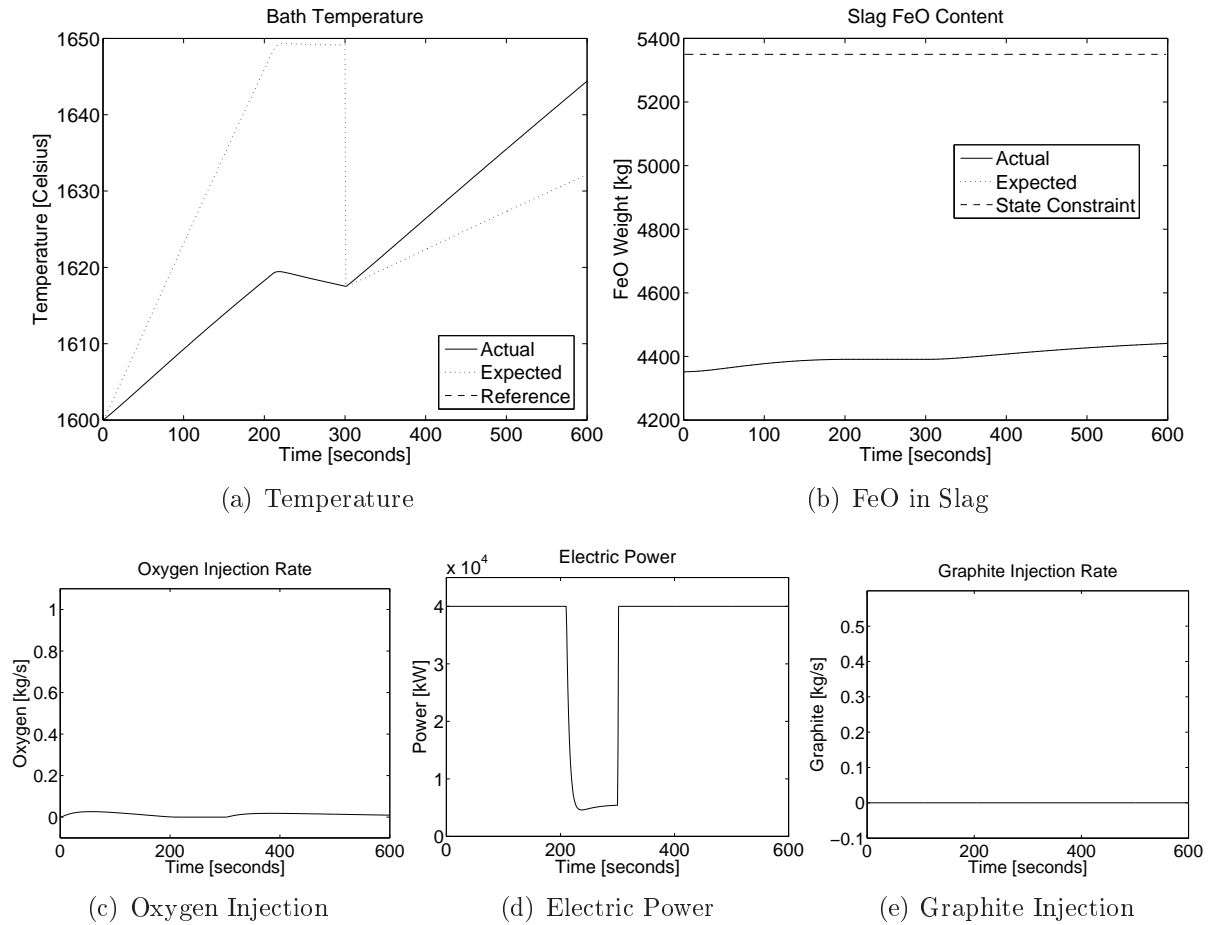 Bath Temperature
1650
1640
1630
1620
1610
1600
Temperature [Celsius]
Actual
Expected
Reference
0 100 200 300 400 500 600
Time [seconds]
(a) Temperature
Slag FeO Content
5400
5200
5000
4800
4600
4400
4200
FeO Weight [kg]
Actual
Expected
State Constraint
0 100 200 300 400 500 600
Time [seconds]
(b) FeO in Slag
Oxygen Injection Rate
1
0.8
0.6
0.4
0.2
0
Oxygen [kg/s]
0 200 400 600
Time [seconds]
(c) Oxygen Injection
Electric Power
x 10^4
4
3
2
1
0
Power [kW]
0 200 400 600
Time [seconds]
(d) Electric Power
Graphite Injection Rate
0.5
0.4
0.3
0.2
0.1
0
−0.1
Graphite [kg/s]
0 200 400 600
Time [seconds]
(e) Graphite Injection